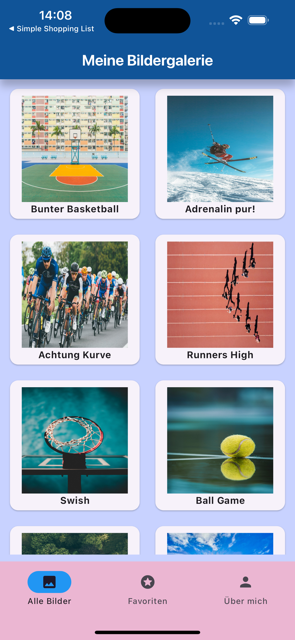 14:08
◀ Simple Shopping List
Meine Bildergalerie
Bunter Basketball
Adrenalin pur!
Achtung Kurve
Runners High
Swish
Ball Game
Alle Bilder
Favoriten
Über mich